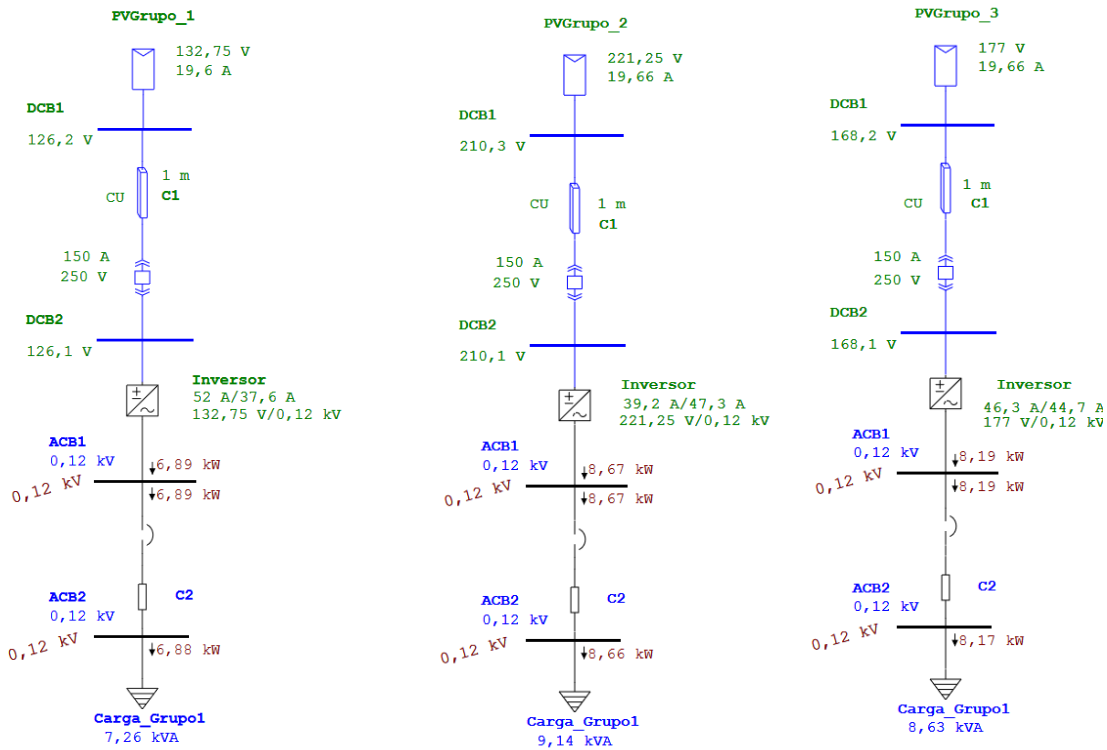 PVGrupo_1
132,75 V
19,6 A
DCB1
126,2 V
1 m
CU
C1
150 A
250 V
DCB2
126,1 V
Inversor
52 A/37,6 A
132,75 V/0,12 kV
ACB1
0,12 kV
6,89 kW
0,12 kV
6,89 kW
ACB2
C2
0,12 kV
0,12 kV
6,88 kW
Carga_Grupo1
7,26 kVA
PVGrupo_2
221,25 V
19,66 A
DCB1
210,3 V
CU
1 m
C1
150 A
250 V
DCB2
210,1 V
Inversor
39,2 A/47,3 A
221,25 V/0,12 kV
ACB1
0,12 kV
8,67 kW
0,12 kV
8,67 kW
ACB2
C2
0,12 kV
0,12 kV
8,66 kW
Carga_Grupo1
9,14 kVA
PVGrupo_3
177 V
19,66 A
DCB1
168,2 V
1 m
CU
C1
150 A
250 V
DCB2
168,1 V
Inversor
46,3 A/44,7 A
177 V/0,12 kV
ACB1
0,12 kV
8,19 kW
0,12 kV
8,19 kW
ACB2
C2
0,12 kV
0,12 kV
8,17 kW
Carga_Grupo1
8,63 kVA